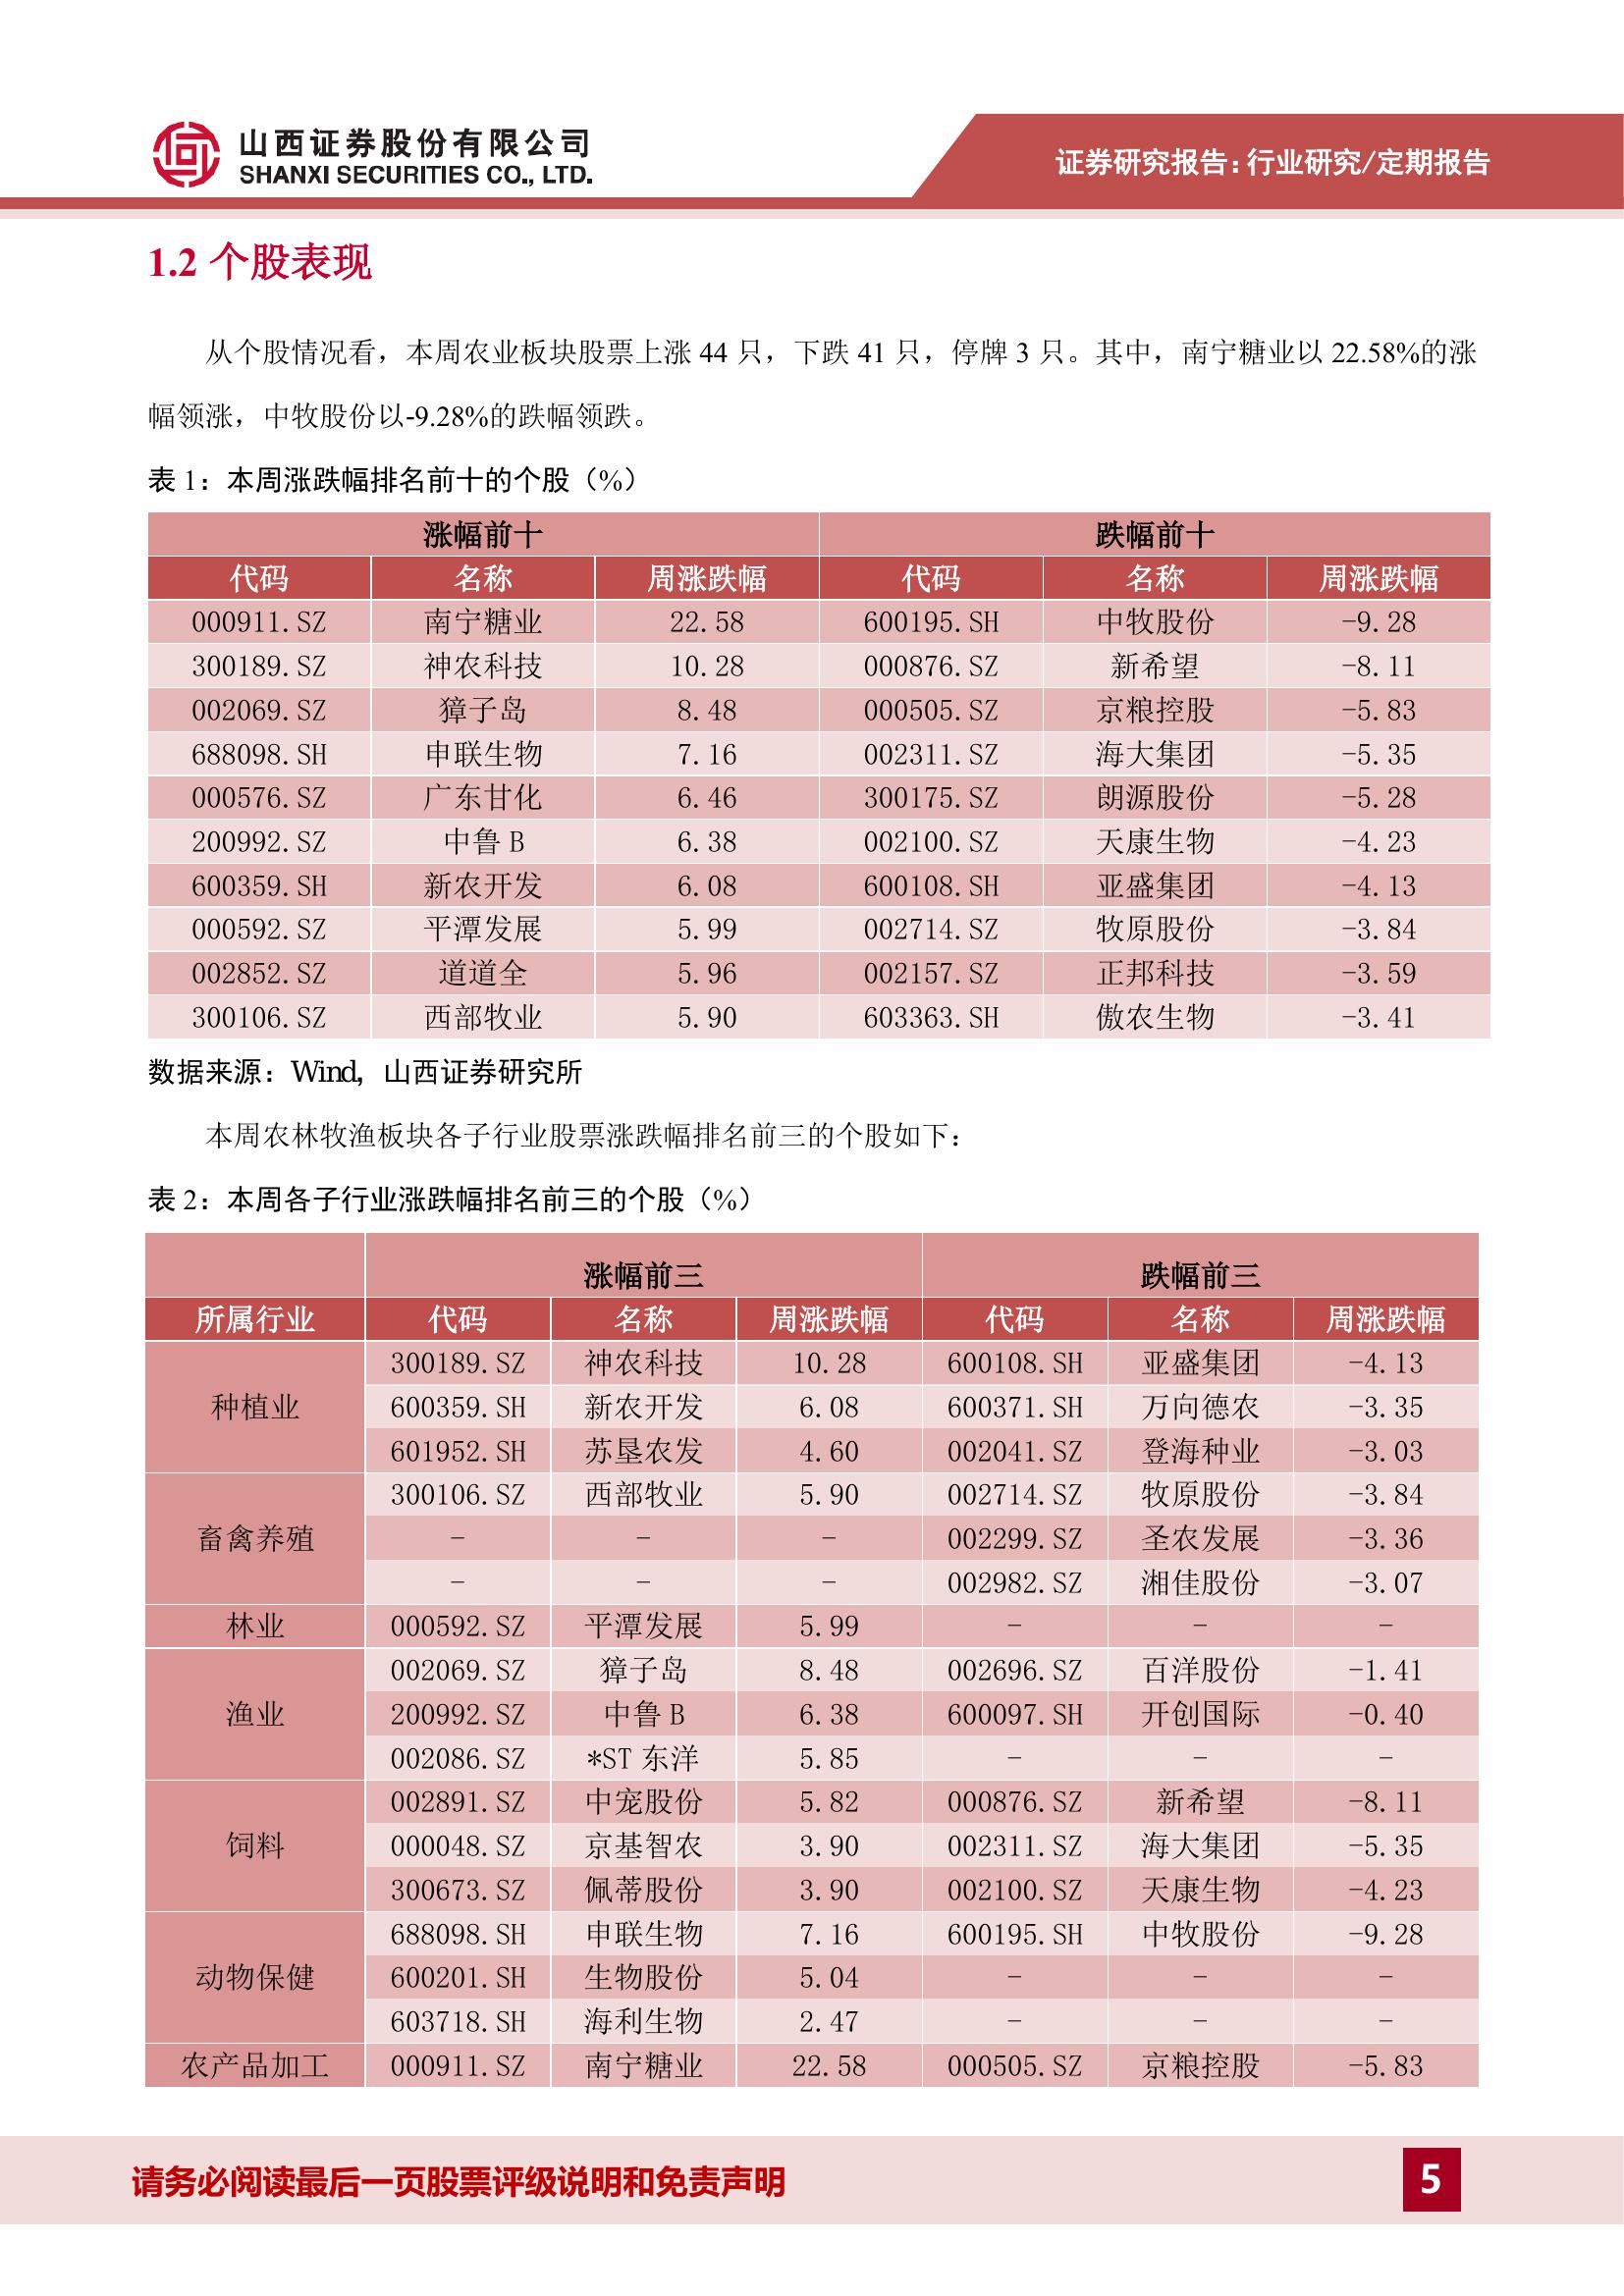 山西证券股份有限公司
SHANXI SECURITIES CO., LTD.
证券研究报告:行业研究/定期报告
1.2 个股表现
从个股情况看，本周农业板块股票上涨 44 只，下跌 41 只，停牌 3 只。其中，南宁糖业以 22.58%的涨
幅领涨，中牧股份以-9.28%的跌幅领跌。
表 1：本周涨跌幅排名前十的个股（%）
涨幅前十 跌幅前十
代码 名称 周涨跌幅 代码 名称 周涨跌幅
000911.SZ 南宁糖业 22.58 600195.SH 中牧股份 -9.28
300189.SZ 神农科技 10.28 000876.SZ 新希望 -8.11
002069.SZ 獐子岛 8.48 000505.SZ 京粮控股 -5.83
688098.SH 申联生物 7.16 002311.SZ 海大集团 -5.35
000576.SZ 广东甘化 6.46 300175.SZ 朗源股份 -5.28
200992.SZ 中鲁 B 6.38 002100.SZ 天康生物 -4.23
600359.SH 新农开发 6.08 600108.SH 亚盛集团 -4.13
000592.SZ 平潭发展 5.99 002714.SZ 牧原股份 -3.84
002852.SZ 道道全 5.96 002157.SZ 正邦科技 -3.59
300106.SZ 西部牧业 5.90 603363.SH 傲农生物 -3.41
数据来源：Wind，山西证券研究所
本周农林牧渔板块各子行业股票涨跌幅排名前三的个股如下：
表 2：本周各子行业涨跌幅排名前三的个股（%）
涨幅前三 跌幅前三
所属行业 代码 名称 周涨跌幅 代码 名称 周涨跌幅
种植业 300189.SZ 神农科技 10.28 600108.SH 亚盛集团 -4.13
600359.SH 新农开发 6.08 600371.SH 万向德农 -3.35
601952.SH 苏垦农发 4.60 002041.SZ 登海种业 -3.03
畜禽养殖 300106.SZ 西部牧业 5.90 002714.SZ 牧原股份 -3.84
- - - 002299.SZ 圣农发展 -3.36
- - - 002982.SZ 湘佳股份 -3.07
林业 000592.SZ 平潭发展 5.99 - - -
渔业 002069.SZ 獐子岛 8.48 002696.SZ 百洋股份 -1.41
200992.SZ 中鲁 B 6.38 600097.SH 开创国际 -0.40
002086.SZ *ST 东洋 5.85 - - -
饲料 002891.SZ 中宠股份 5.82 000876.SZ 新希望 -8.11
000048.SZ 京基智农 3.90 002311.SZ 海大集团 -5.35
300673.SZ 佩蒂股份 3.90 002100.SZ 天康生物 -4.23
动物保健 688098.SH 申联生物 7.16 600195.SH 中牧股份 -9.28
600201.SH 生物股份 5.04 - - -
603718.SH 海利生物 2.47 - - -
农产品加工 000911.SZ 南宁糖业 22.58 000505.SZ 京粮控股 -5.83
请务必阅读最后一页股票评级说明和免责声明
5